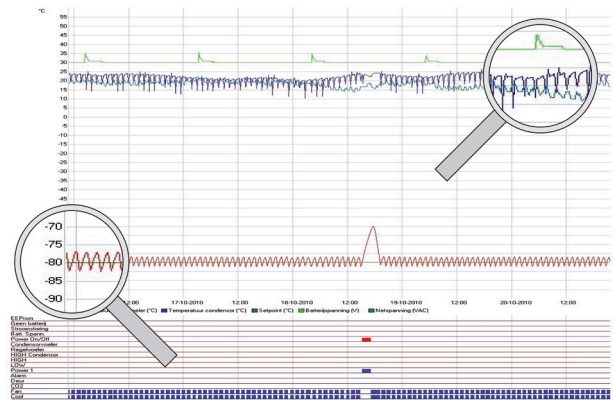 °C
55
50
45
40
35
30
25
20
15
10
5
0
-5
-10
-15
-20
-25
-30
-35
-40
-45
-70
-75
-80
-85
-90
12:00 17/10/2010 12:00 18/10/2010 12:00 19/10/2010 12:00 20/10/2010 12:00
Temperatuur condensor (°C) Setpoint (°C) Batterijspanning (V) Netspanning (VAC)
EEProm
Geen batterij
Stroomstoring
Batt. Spann.
Power On/Off
Condensorvoeler
Regelvoeler
HIGH Condensor
HIGH
LOW
Power 1
Alarm
Deur
CO2
Fan
Cool